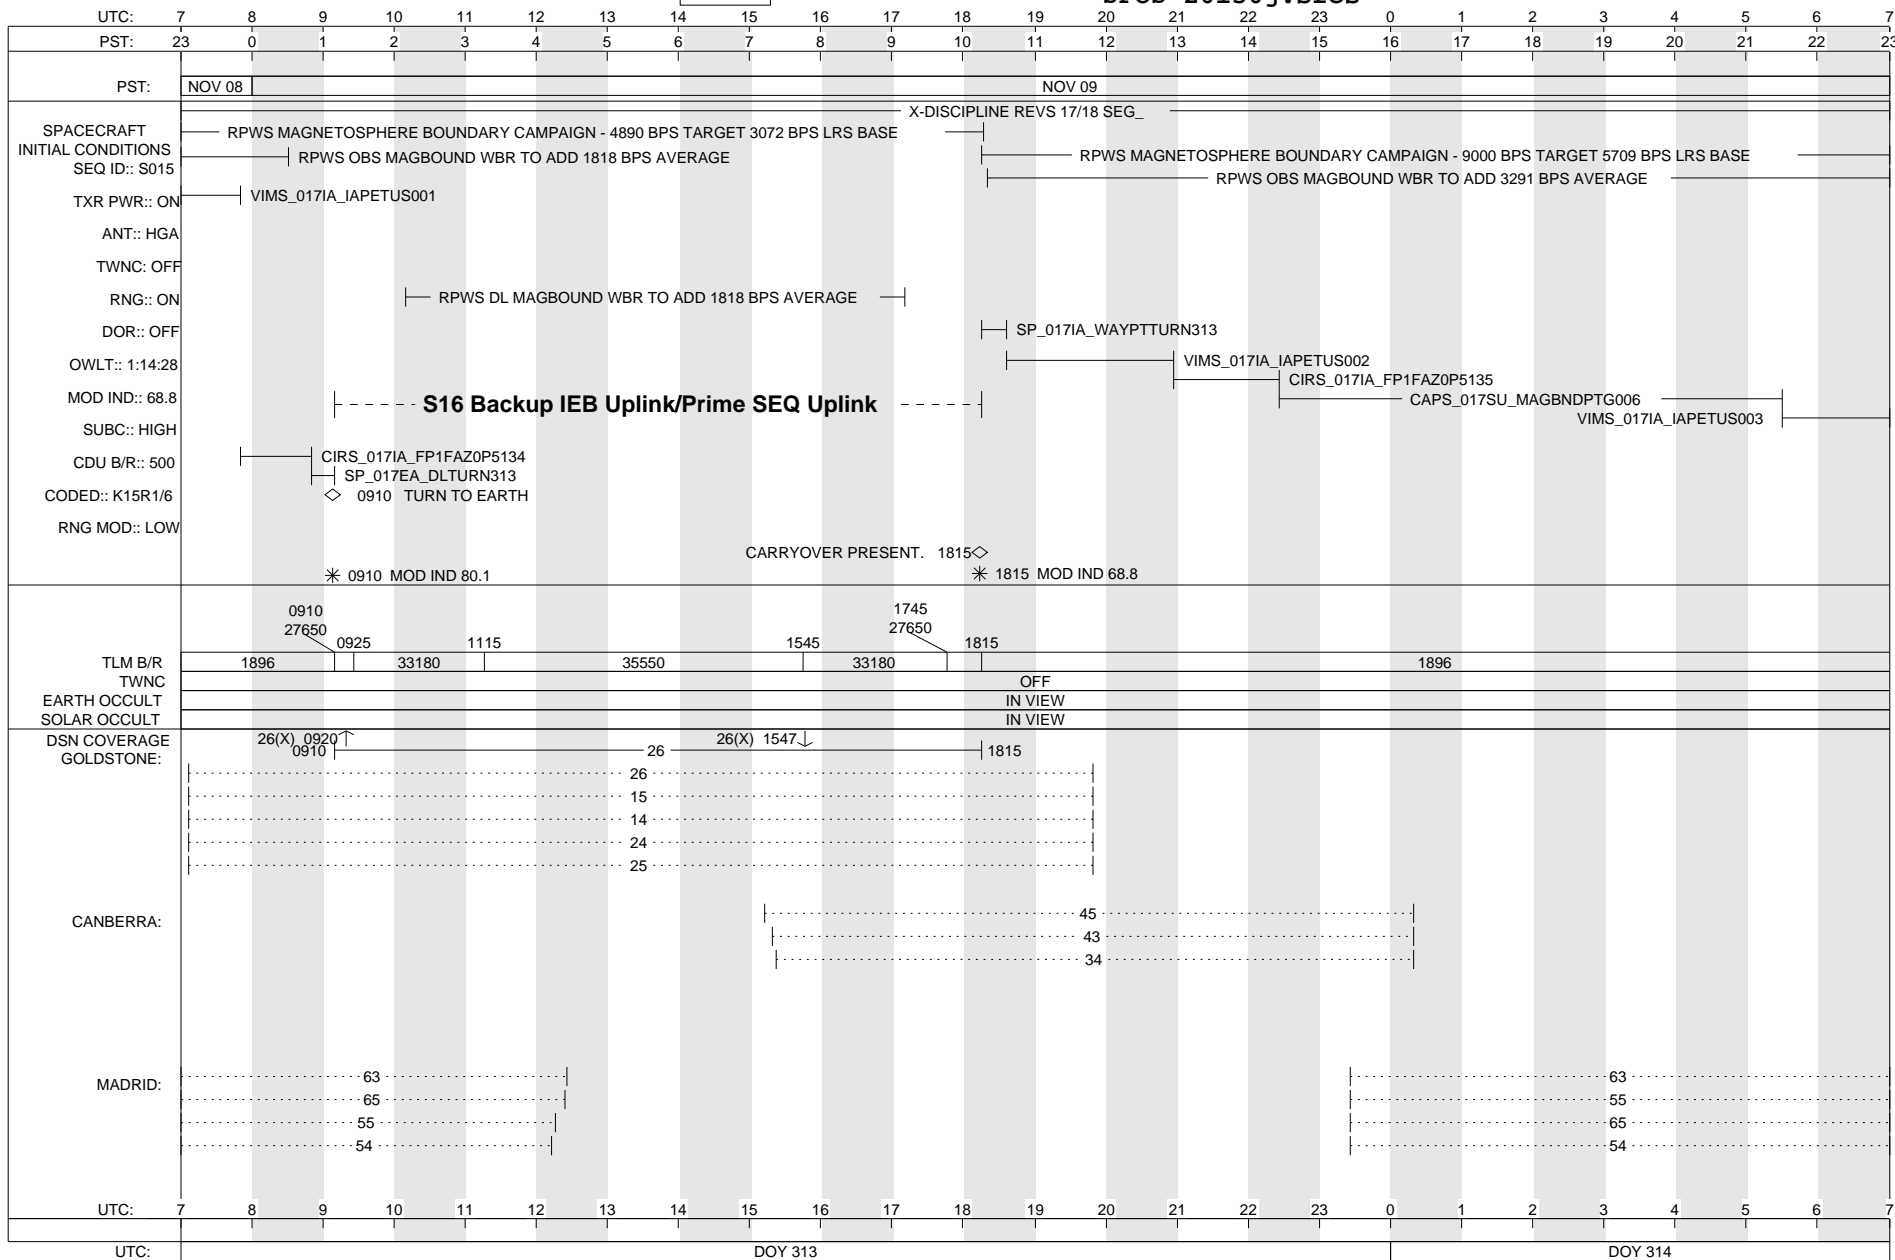 UTC: 7 8 9 10 11 12 13 14 15 16 17 18 19 20 21 22 23 0 1 2 3 4 5 6 7
PST: 23 0 1 2 3 4 5 6 7 8 9 10 11 12 13 14 15 16 17 18 19 20 21 22 23
PST: NOV 08 NOV 09
X-DISCIPLINE REVS 17/18 SEG_
SPACECRAFT
INITIAL CONDITIONS
SEQ ID:: S015
TXR PWR:: ON
ANT:: HGA
TWNC: OFF
RNG:: ON
DOR:: OFF
OWLT:: 1:14:28
MOD IND:: 68.8
SUBC:: HIGH
CDU B/R:: 500
CODED:: K15R1/6
RNG MOD:: LOW
RPWS MAGNETOSPHERE BOUNDARY CAMPAIGN - 4890 BPS TARGET 3072 BPS LRS BASE
RPWS OBS MAGBOUND WBR TO ADD 1818 BPS AVERAGE
RPWS MAGNETOSPHERE BOUNDARY CAMPAIGN - 9000 BPS TARGET 5709 BPS LRS BASE
RPWS OBS MAGBOUND WBR TO ADD 3291 BPS AVERAGE
VIMS_017IA_IAPETUS001
RPWS DL MAGBOUND WBR TO ADD 1818 BPS AVERAGE
SP_017IA_WAYPTTURN313
VIMS_017IA_IAPETUS002
CIRS_017IA_FP1FAZ0P5135
S16 Backup IEB Uplink/Prime SEQ Uplink
CAPS_017SU_MAGBNDPTG006
VIMS_017IA_IAPETUS003
CIRS_017IA_FP1FAZ0P5134
SP_017EA_DLTURN313
0910 TURN TO EARTH
CARRYOVER PRESENT. 1815
0910 MOD IND 80.1
1815 MOD IND 68.8
0910 1745
27650 27650
0925 1115 1545 1815
TLM B/R 1896 33180 35550 33180 1896
TWNC OFF
EARTH OCCULT IN VIEW
SOLAR OCCULT IN VIEW
DSN COVERAGE 26(X) 0920 26(X) 1547
GOLDSTONE: 0910 26 1815
26
15
14
24
25
CANBERRA: 45
43
34
MADRID: 63 63
65 55
55 65
54 54
UTC: 7 8 9 10 11 12 13 14 15 16 17 18 19 20 21 22 23 0 1 2 3 4 5 6 7
UTC: DOY 313 DOY 314